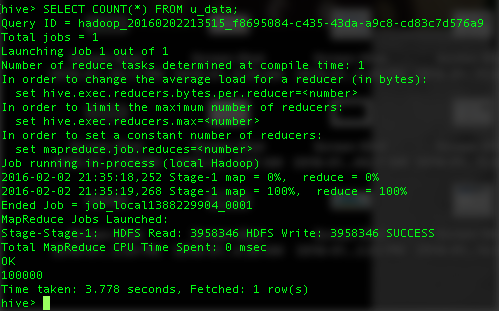 hive> SELECT COUNT(*) FROM u_data;
Query ID = hadoop_20160202213515_f8695084-c435-43da-a9c8-cd83c7d576a9
Total jobs = 1
Launching Job 1 out of 1
Number of reduce tasks determined at compile time: 1
In order to change the average load for a reducer (in bytes):
  set hive.exec.reducers.bytes.per.reducer=<number>
In order to limit the maximum number of reducers:
  set hive.exec.reducers.max=<number>
In order to set a constant number of reducers:
  set mapreduce.job.reduces=<number>
Job running in-process (local Hadoop)
2016-02-02 21:35:18,252 Stage-1 map = 0%,  reduce = 0%
2016-02-02 21:35:19,268 Stage-1 map = 100%,  reduce = 100%
Ended Job = job_local1388229904_0001
MapReduce Jobs Launched:
Stage-Stage-1:  HDFS Read: 3958346 HDFS Write: 3958346 SUCCESS
Total MapReduce CPU Time Spent: 0 msec
OK
100000
Time taken: 3.778 seconds, Fetched: 1 row(s)
hive>